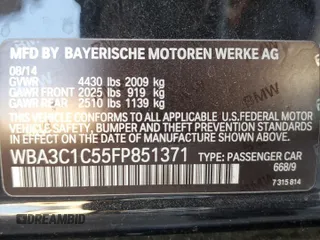 MFD BY BAYERISCHE MOTOREN WERKE AG
08/14
GVWR 4430 lbs 2009 kg
GAWR FRONT 2025 lbs 919 kg
GAWR REAR 2510 lbs 1139 kg
THIS VEHICLE CONFORMS TO ALL APPLICABLE
U.S. FEDERAL MOTOR VEHICLE SAFETY, BUMPER
AND THEFT PREVENTION STANDARDS IN EFFECT ON
THE DATE OF MANUFACTURE SHOWN ABOVE.
WBA3C1C55FP851371 TYPE: PASSENGER CAR
668/9
7 315 814
DREAMBID
BMW